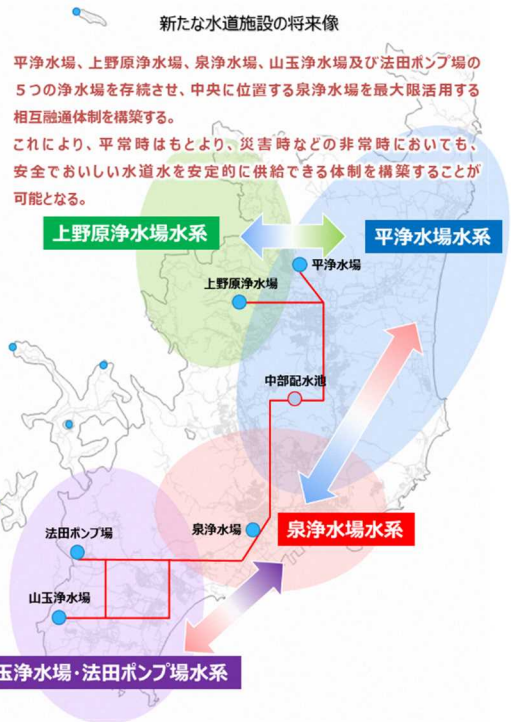 新たな水道施設の将来像
平浄水場、上野原浄水場、泉浄水場、山玉浄水場及び法田ポンプ場の
５つの浄水場を存続させ、中央に位置する泉浄水場を最大限活用する
相互融通体制を構築する。
これにより、平常時はもとより、災害時などの非常時においても、
安全でおいしい水道水を安定的に供給できる体制を構築することが
可能となる。
上野原浄水場水系
平浄水場水系
平浄水場
上野原浄水場
中部配水池
泉浄水場
泉浄水場水系
法田ポンプ場
山玉浄水場
玉浄水場・法田ポンプ場水系